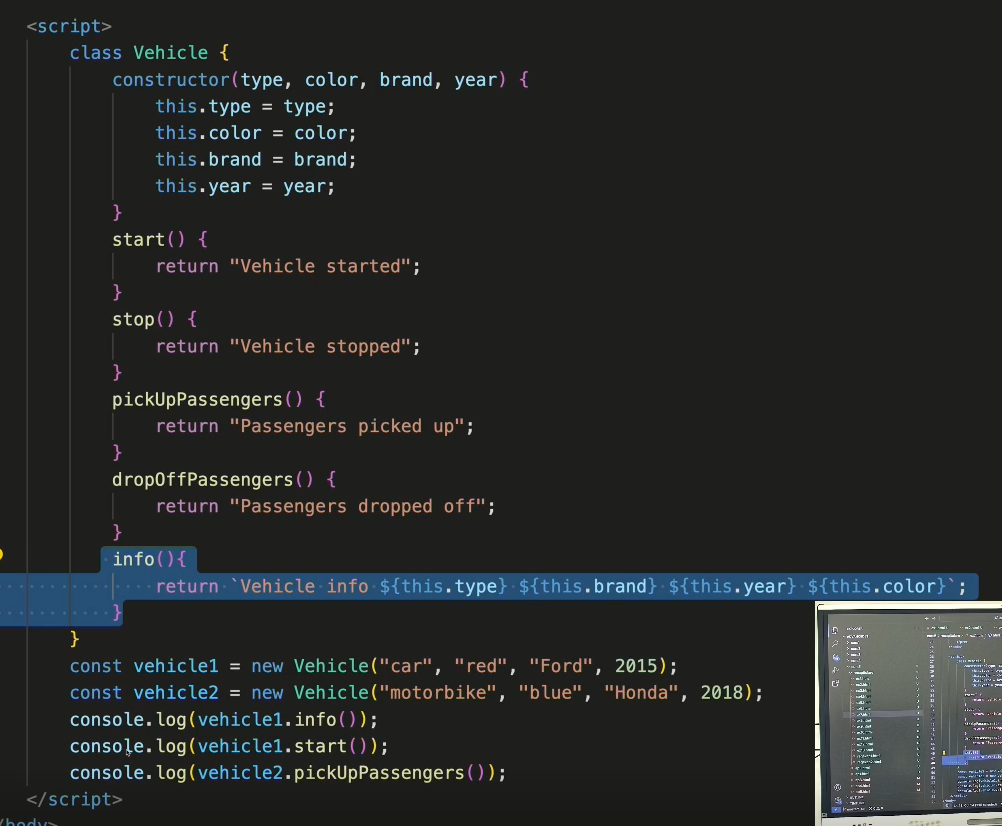 <script>
class Vehicle {
constructor(type, color, brand, year) {
this.type = type;
this.color = color;
this.brand = brand;
this.year = year;
}
start() {
return "Vehicle started";
}
stop() {
return "Vehicle stopped";
}
pickUpPassengers() {
return "Passengers picked up";
}
dropOffPassengers() {
return "Passengers dropped off";
}
info(){
return `Vehicle info ${this.type} ${this.brand} ${this.year} ${this.color}`;
}
}
const vehicle1 = new Vehicle("car", "red", "Ford", 2015);
const vehicle2 = new Vehicle("motorbike", "blue", "Honda", 2018);
console.log(vehicle1.info());
console.log(vehicle1.start());
console.log(vehicle2.pickUpPassengers());
</script>